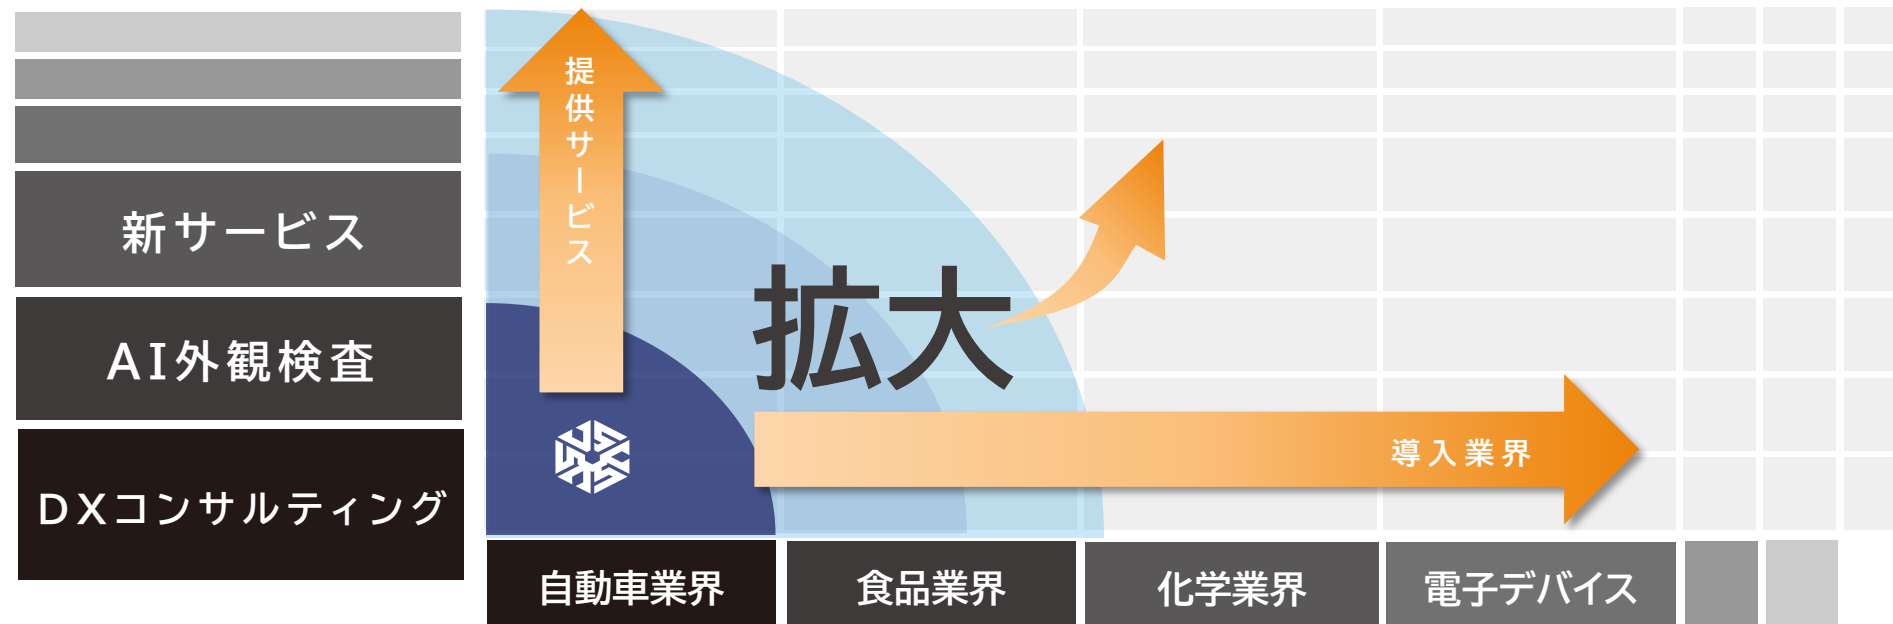 提供サービス
新サービス
拡大
AI外観検査
導入業界
DXコンサルティング
自動車業界
食品業界
化学業界
電子デバイス